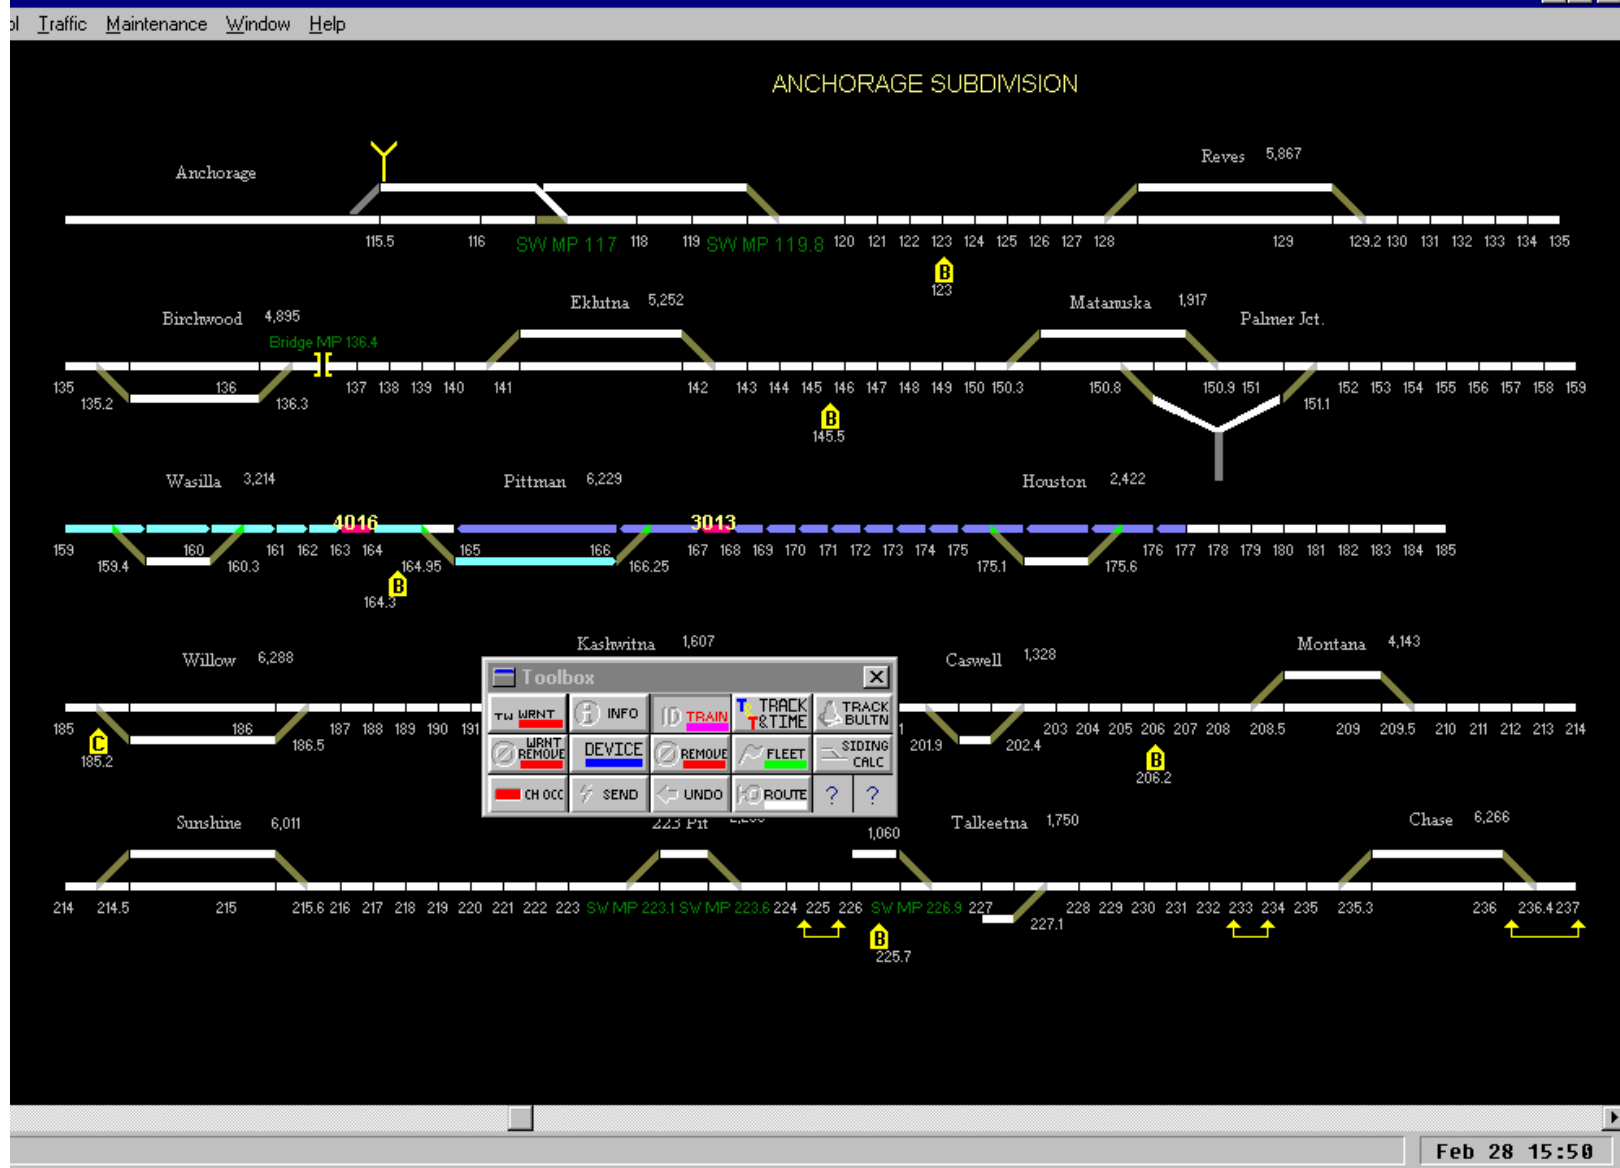 Traffic Maintenance Window Help
ANCHORAGE SUBDIVISION
Anchorage
Reves 5,867
115.5 116 SW MP 117 118 119 SW MP 119.8 120 121 122 123 124 125 126 127 128 129 129.2 130 131 132 133 134 135
B
123
Birchwood 4,895
Eklutna 5,252
Matanuska 1,917
Palmer Jct.
Bridge MP 136.4
135 136 137 138 139 140 141 142 143 144 145 146 147 148 149 150 150.3 150.8 150.9 151 152 153 154 155 156 157 158 159
135.2 136.3 151.1
B
145.5
Wasilla 3,214
Pittman 6,229
Houston 2,422
4016 3013
159 160 161 162 163 164 165 166 167 168 169 170 171 172 173 174 175 176 177 178 179 180 181 182 183 184 185
159.4 160.3 164.95 166.25 175.1 175.6
B
164.3
Willow 6,288
Kashwitna 1,607
Caswell 1,328
Montana 4,143
185 186 187 188 189 190 191 203 204 205 206 207 208 208.5 209 209.5 210 211 212 213 214
186.5 201.9 202.4
C
185.2
B
206.2
Toolbox
TW WRNT INFO ID TRAIN TRACK T&TIME TRACK BULTN
WRNT REMOVE DEVICE REMOVE FLEET SIDING CALC
CH OCC SEND UNDO ROUTE ? ?
Sunshine 6,011
223 Pit
1,060
Talkeetna 1,750
Chase 6,266
214 214.5 215 215.6 216 217 218 219 220 221 222 223 SW MP 223.1 SW MP 223.6 224 225 226 SW MP 226.9 227 228 229 230 231 232 233 234 235 235.3 236 236.4 237
227.1
B
225.7
Feb 28 15:50